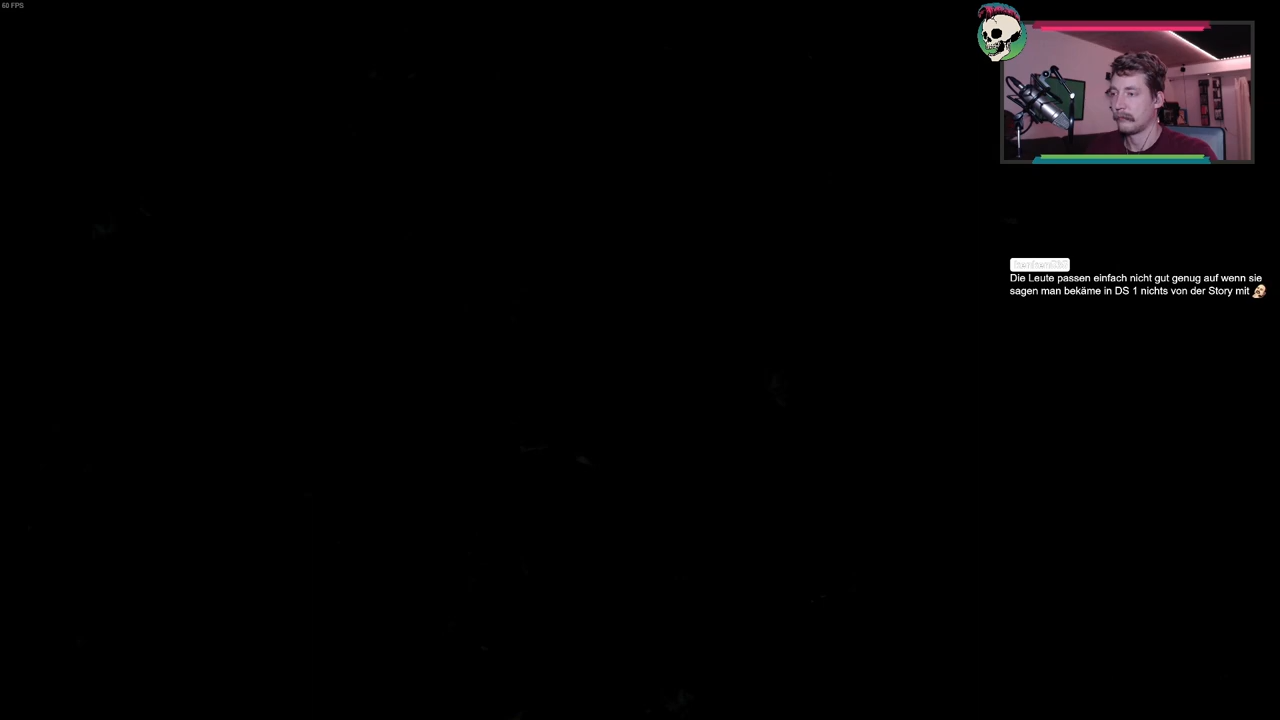 60 FPS
Die Leute passen einfach nicht gut genug auf wenn sie
sagen man bekäme in DS 1 nichts von der Story mit